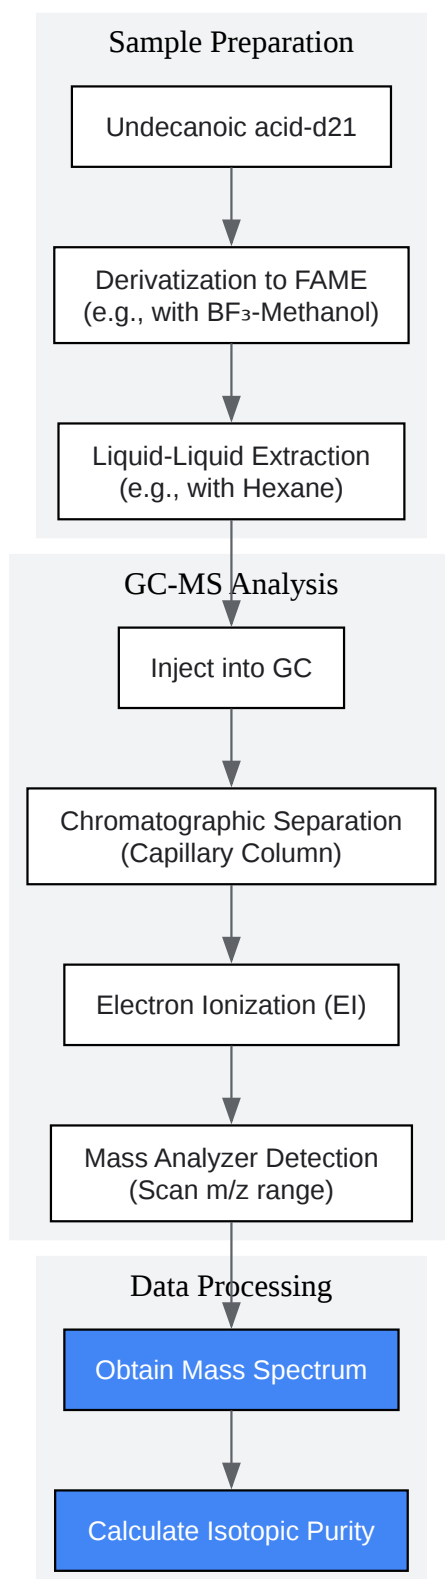 Sample Preparation
Undecanoic acid-d21
Derivatization to FAME
(e.g., with BF₃-Methanol)
Liquid-Liquid Extraction
(e.g., with Hexane)
GC-MS Analysis
Inject into GC
Chromatographic Separation
(Capillary Column)
Electron Ionization (EI)
Mass Analyzer Detection
(Scan m/z range)
Data Processing
Obtain Mass Spectrum
Calculate Isotopic Purity